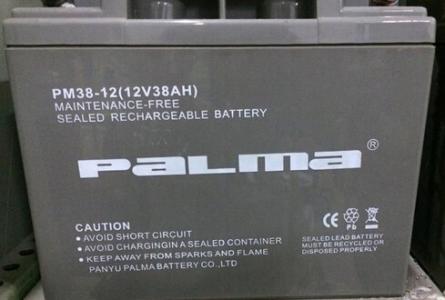 PM38-12(12V38AH)
MAINTENANCE-FREE
SEALED RECHARGEABLE BATTERY
PALMA ®
CAUTION
• AVOID SHORT CIRCUIT
• AVOID CHARGINGIN A SEALED CONTAINER
• KEEP AWAY FROM SPARKS AND FLAMES
PANYU PALMA BATTERY CO.,LTD
CE Pb
SEALED LEAD BATTERY
MUST BE RECYCLED OR
DISPOSED OF PROPERLY.